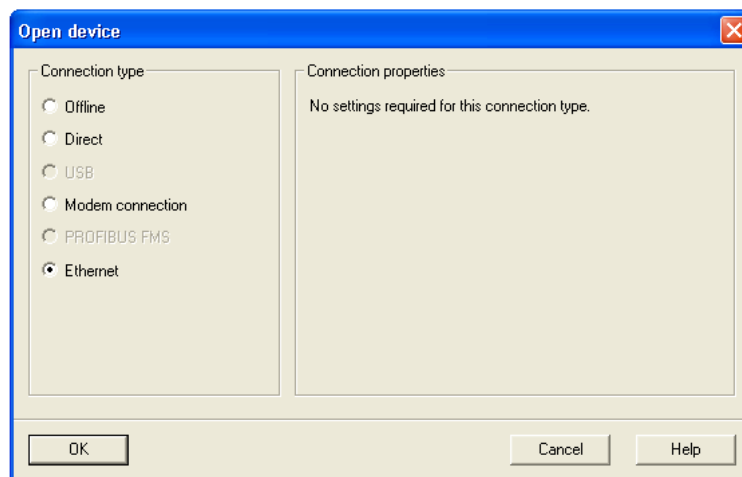 Open device
Connection type
Offline
Direct
USB
Modem connection
PROFIBUS FMS
Ethernet
Connection properties
No settings required for this connection type.
OK
Cancel
Help